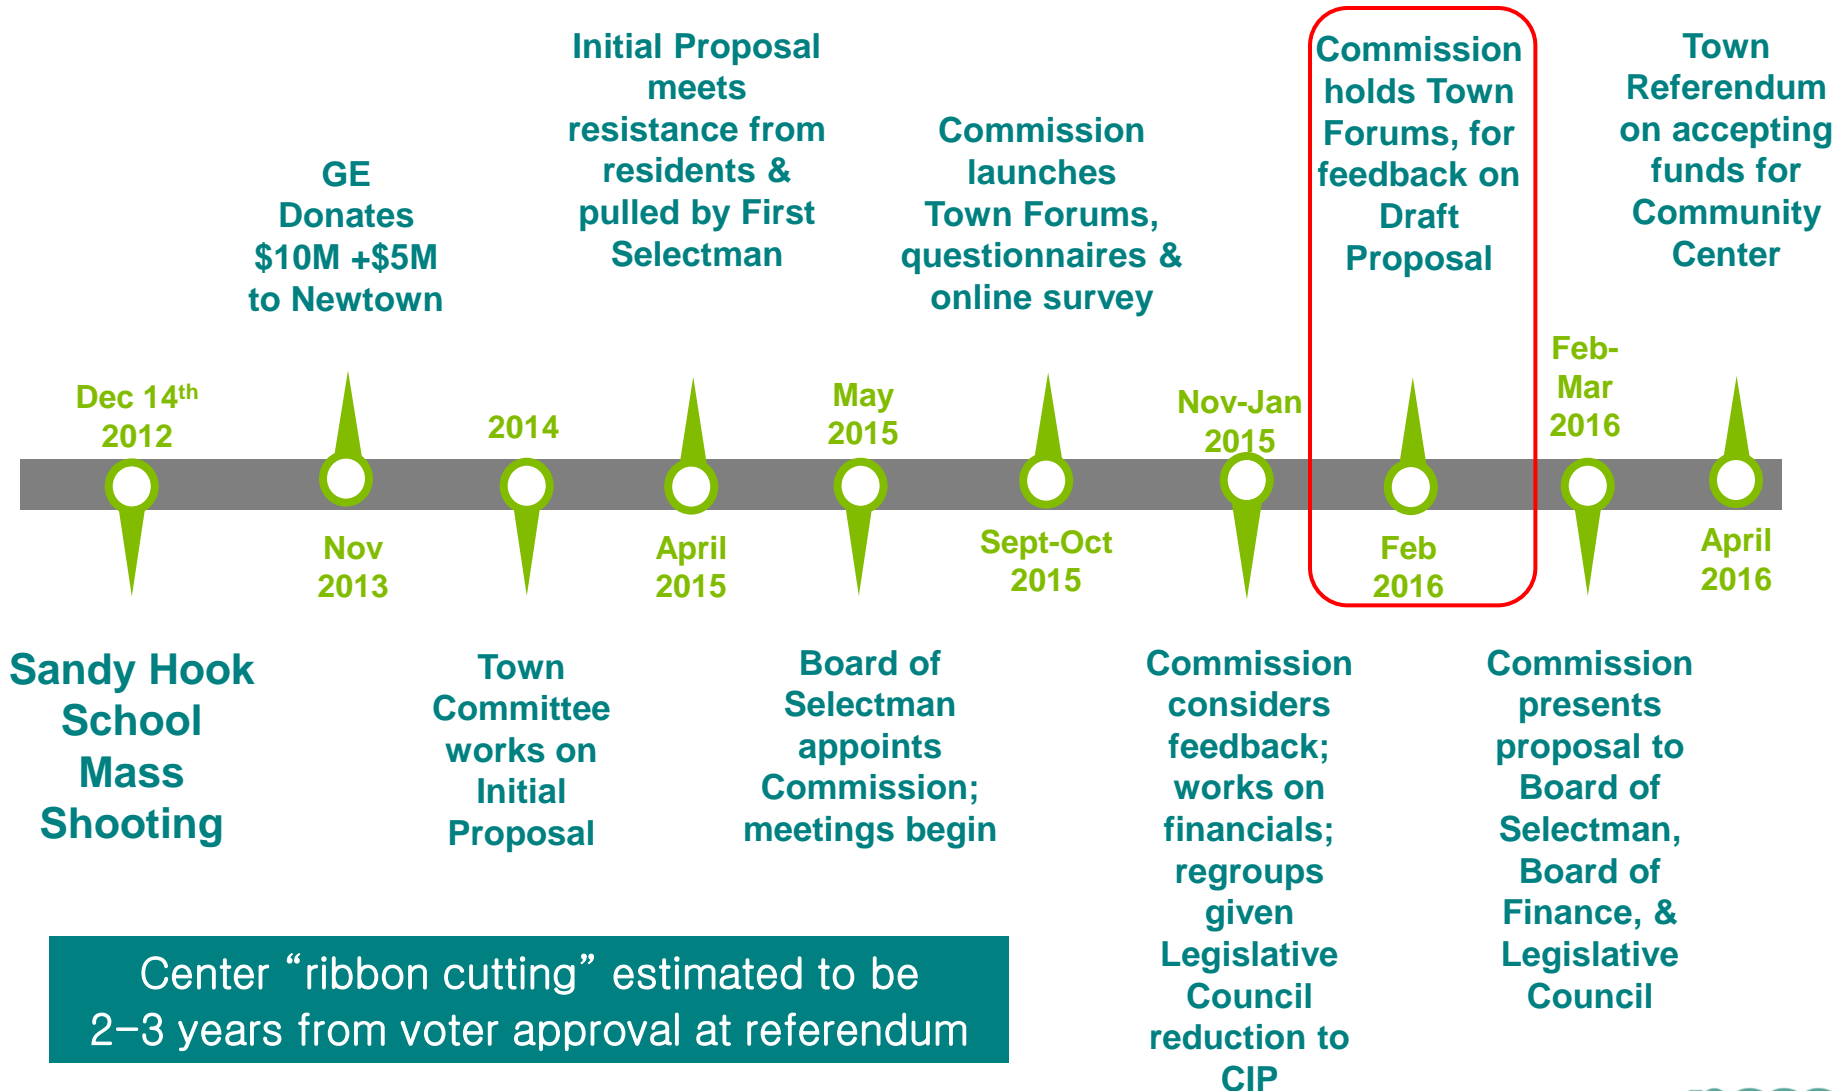 Dec 14th
2012
Sandy Hook
School
Mass
Shooting
GE
Donates
$10M +$5M
to Newtown
Nov
2013
2014
Town
Committee
works on
Initial
Proposal
Initial Proposal
meets
resistance from
residents &
pulled by First
Selectman
April
2015
May
2015
Board of
Selectman
appoints
Commission;
meetings begin
Commission
launches
Town Forums,
questionnaires &
online survey
Sept-Oct
2015
Nov-Jan
2015
Commission
considers
feedback;
works on
financials;
regroups
given
Legislative
Council
reduction to
CIP
Commission
holds Town
Forums, for
feedback on
Draft
Proposal
Feb
2016
Feb-
Mar
2016
Commission
presents
proposal to
Board of
Selectman,
Board of
Finance, &
Legislative
Council
Town
Referendum
on accepting
funds for
Community
Center
April
2016
Center “ribbon cutting” estimated to be
2-3 years from voter approval at referendum